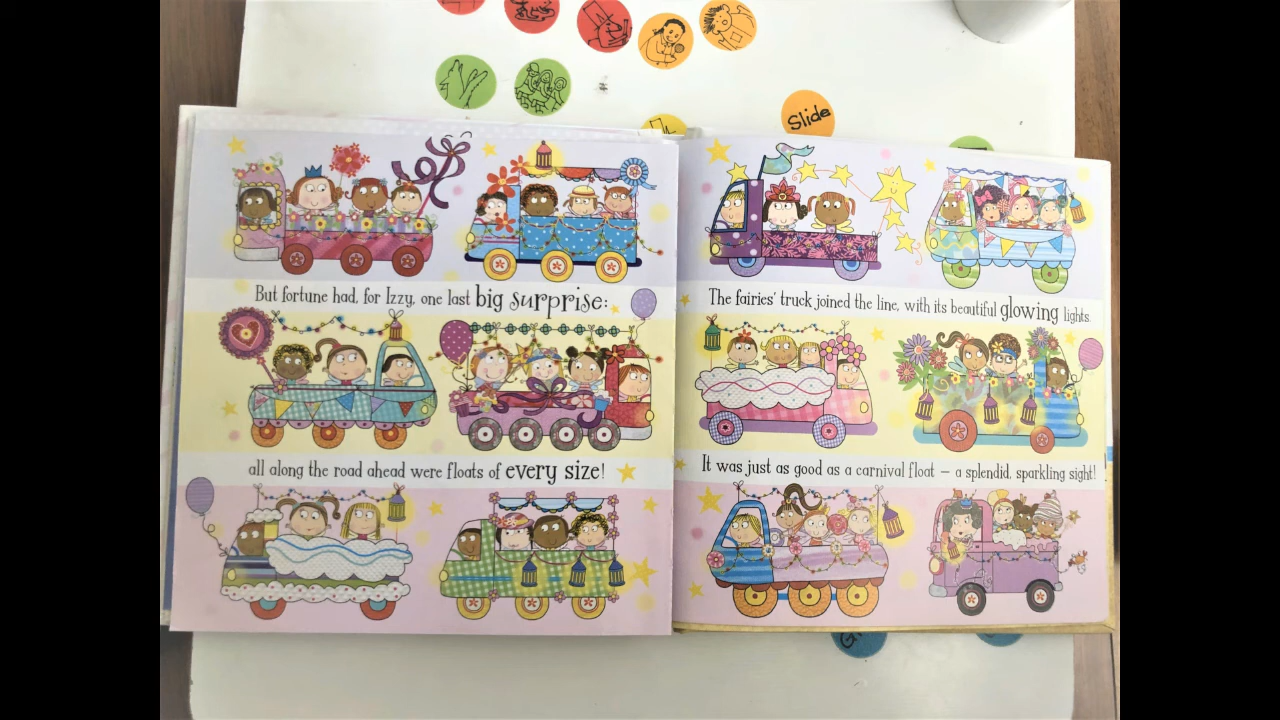 Slide
But fortune had, for Izzy, one last big surprise:
all along the road ahead were floats of every size!
The fairies' truck joined the line, with its beautiful glowing lights.
It was just as good as a carnival float – a splendid, sparkling sight!